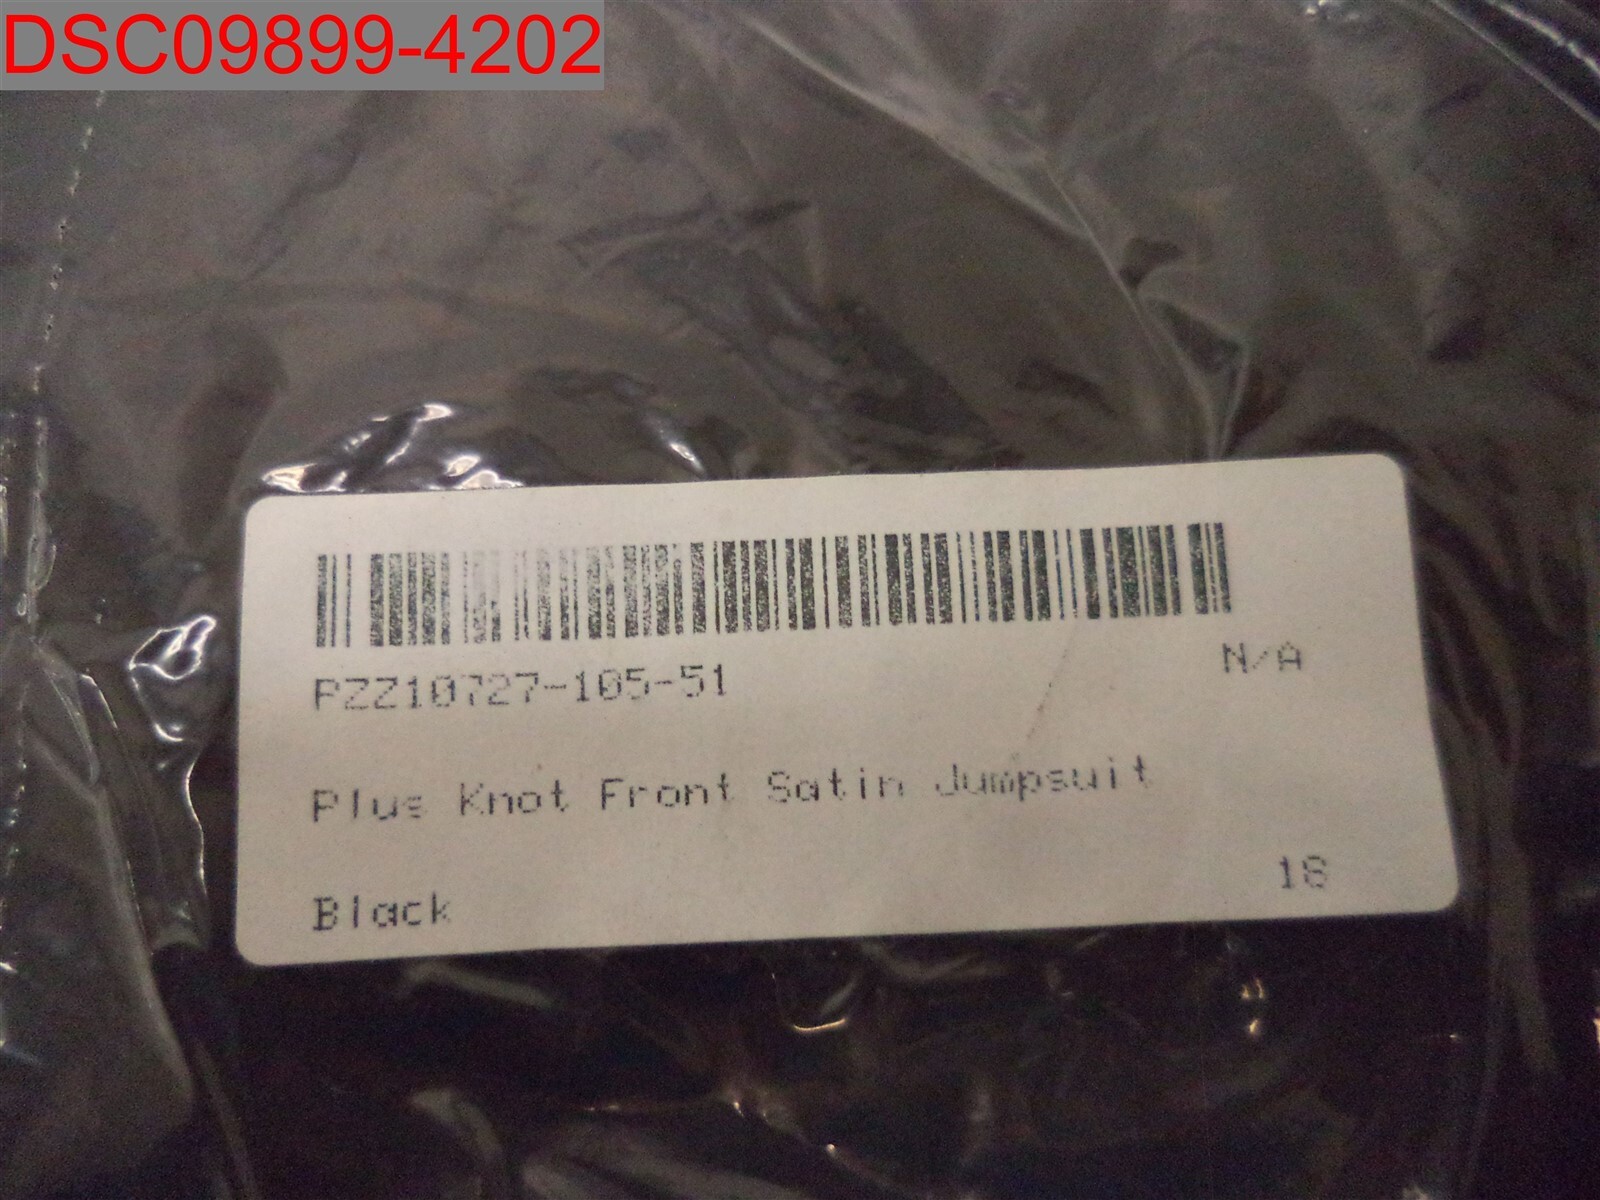 DSC09899-4202
PZZ10727-105-51 N/A
Plus Knot Front Satin Jumpsuit
Black 18